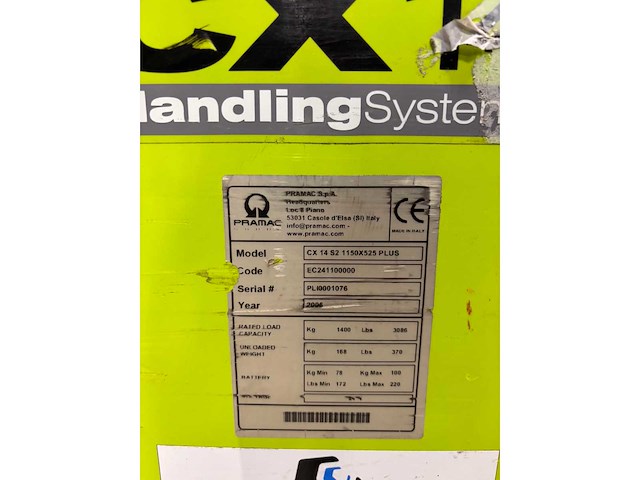 CX1
HandlingSystem
PRAMAC S.p.A.
Headquarters
Loc.Il Piano
53031 Casole d'Elsa (SI) Italy
info@pramac.com -
www.pramac.com
PRAMAC
CE
MADE IN ITALY
Model CX 14 S2 1150X525 PLUS
Code EC241100000
Serial # PLI0001076
Year 2006
RATED LOAD CAPACITY Kg 1400 Lbs 3086
UNLOADED WEIGHT Kg 168 Lbs 370
BATTERY Kg Min 78 Kg Max 100
Lbs Min 172 Lbs Max 220